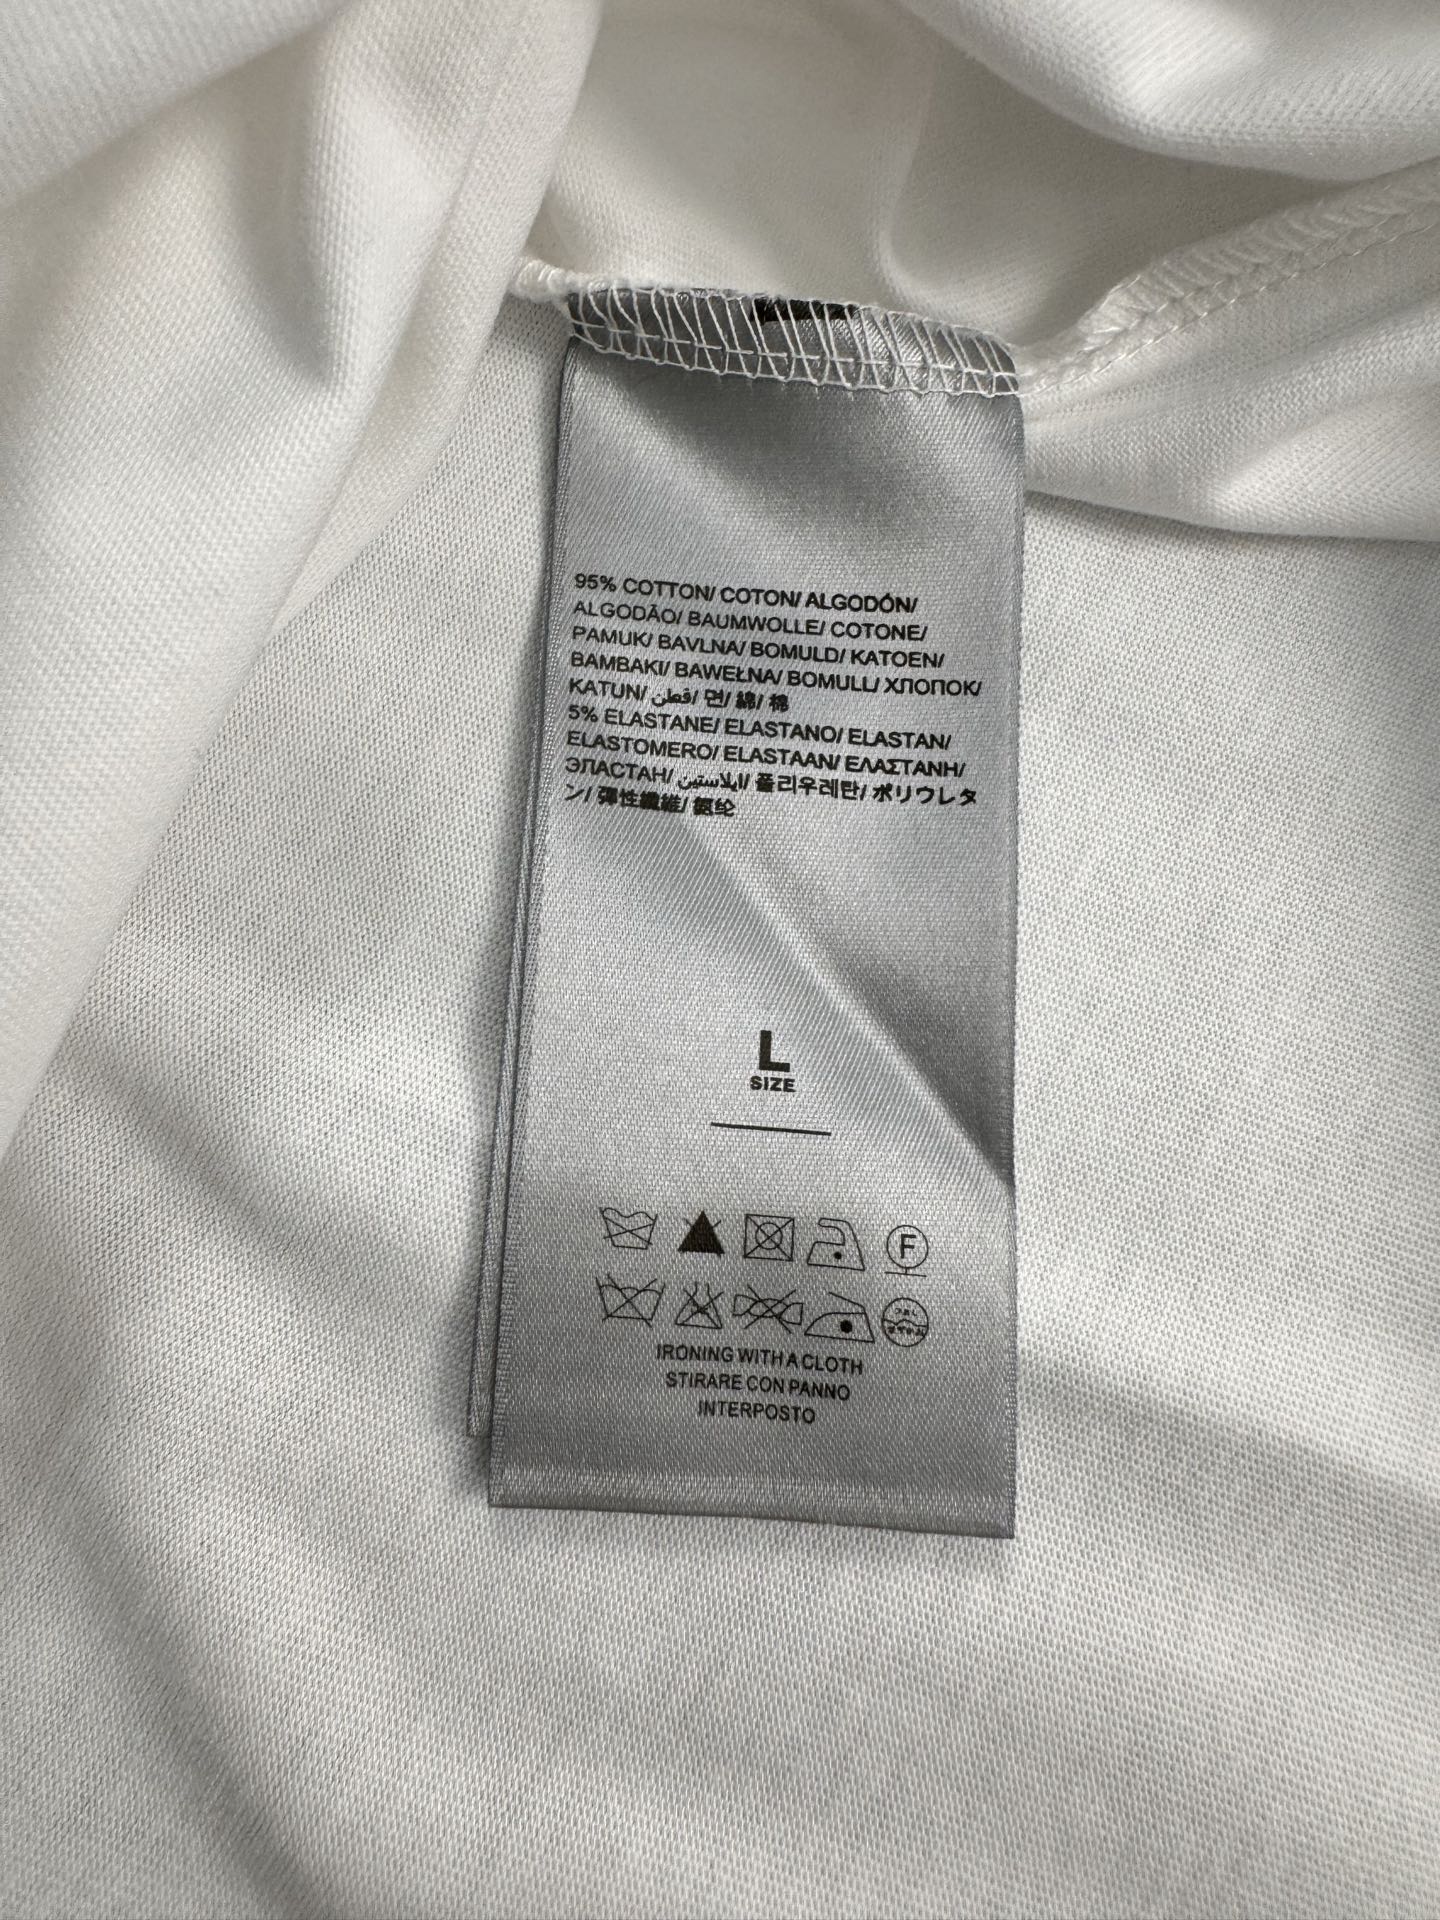 95% COTTON/ COTON/ ALGODÓN/
ALGODÃO/ BAUMWOLLE/ COTONE/
PAMUK/ BAVLNA/ BOMULD/ KATOEN/
BAMBAKI/ BAWEŁNA/ BOMULL/ ХЛОПОК/
KATUN/ قطن/ 면/ 綿/ 棉
5% ELASTANE/ ELASTANO/ ELASTAN/
ELASTOMERO/ ELASTAAN/ ΕΛΑΣΤΑΝΗ/
ЭЛАСТАН/ ايلاستين/ 폴리우레탄/ ポリウレタ
ン/ 彈性纖維/ 氨纶
L
SIZE
F
IRONING WITH A CLOTH
STIRARE CON PANNO
INTERPOSTO